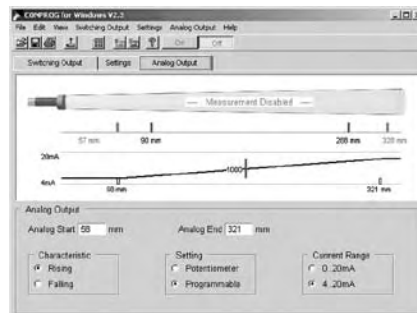 CONPROG for Windows V2.3
File Edit View Switching Output Settings Analog Output Help
On Off
Switching Output Settings Analog Output
Measurement Disabled
57 mm 90 mm 266 mm 328 mm
20mA
1000
4mA
98 mm 321 mm
Analog Output
Analog Start 58 mm Analog End 321 mm
Characteristic Setting Current Range
Rising Potentiometer 0..20mA
Falling Programmable 4..20mA